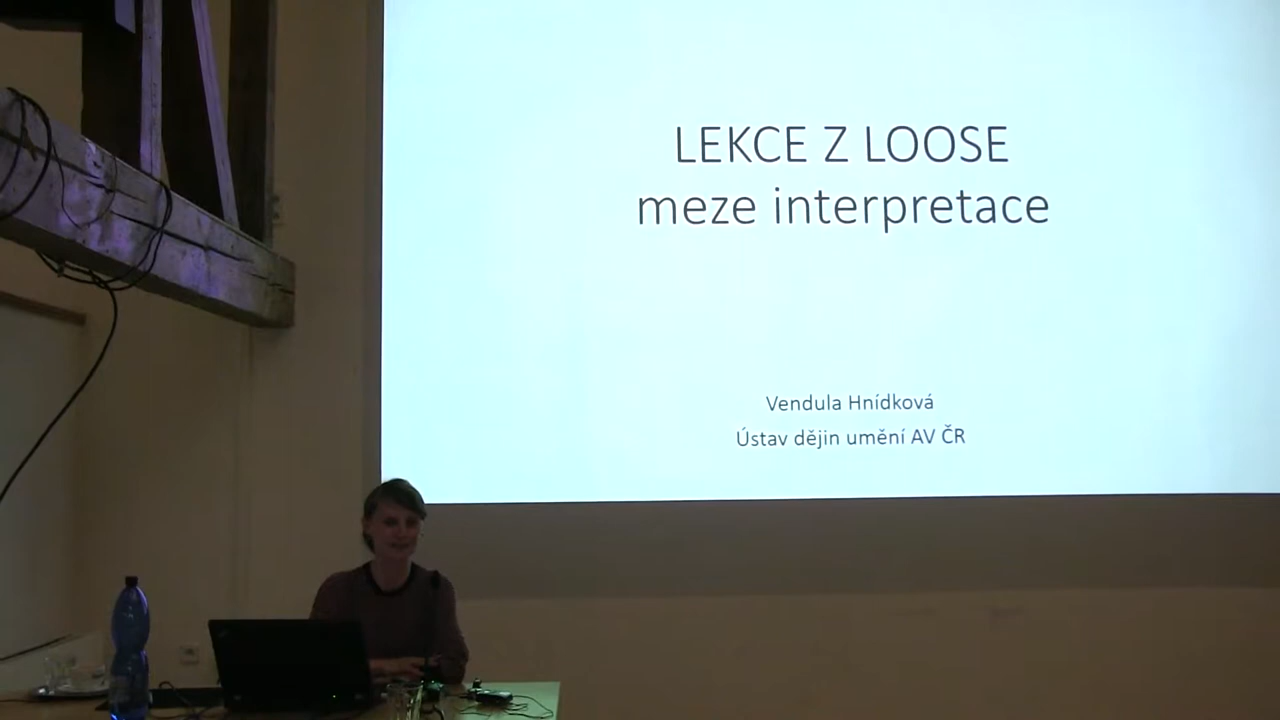 LEKCE Z LOOSE
meze interpretace
Vendula Hnídková
Ústav dějin umění AV ČR